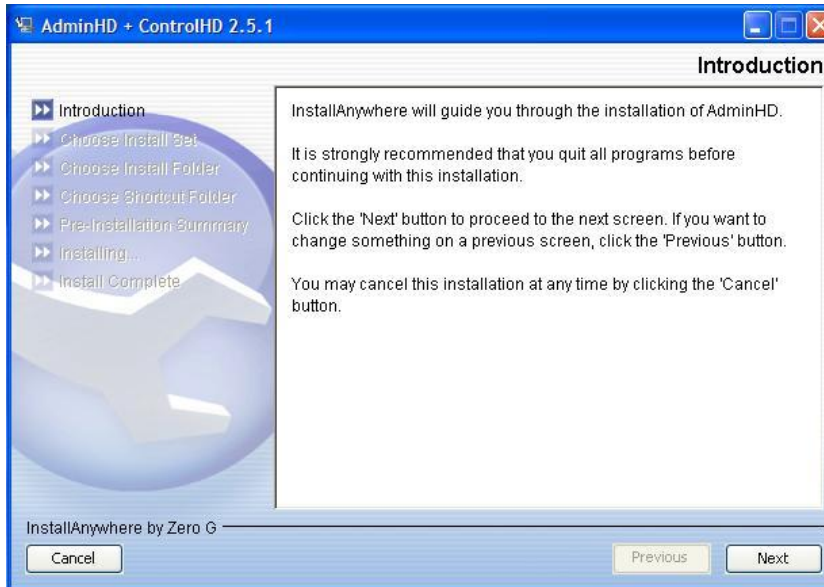 AdminHD + ControlHD 2.5.1
Introduction
Introduction
Choose Install Set
Choose Install Folder
Choose Shortcut Folder
Pre-Installation Summary
Installing...
Install Complete
InstallAnywhere will guide you through the installation of AdminHD.
It is strongly recommended that you quit all programs before
continuing with this installation.
Click the 'Next' button to proceed to the next screen. If you want to
change something on a previous screen, click the 'Previous' button.
You may cancel this installation at any time by clicking the 'Cancel'
button.
InstallAnywhere by Zero G
Cancel
Previous
Next